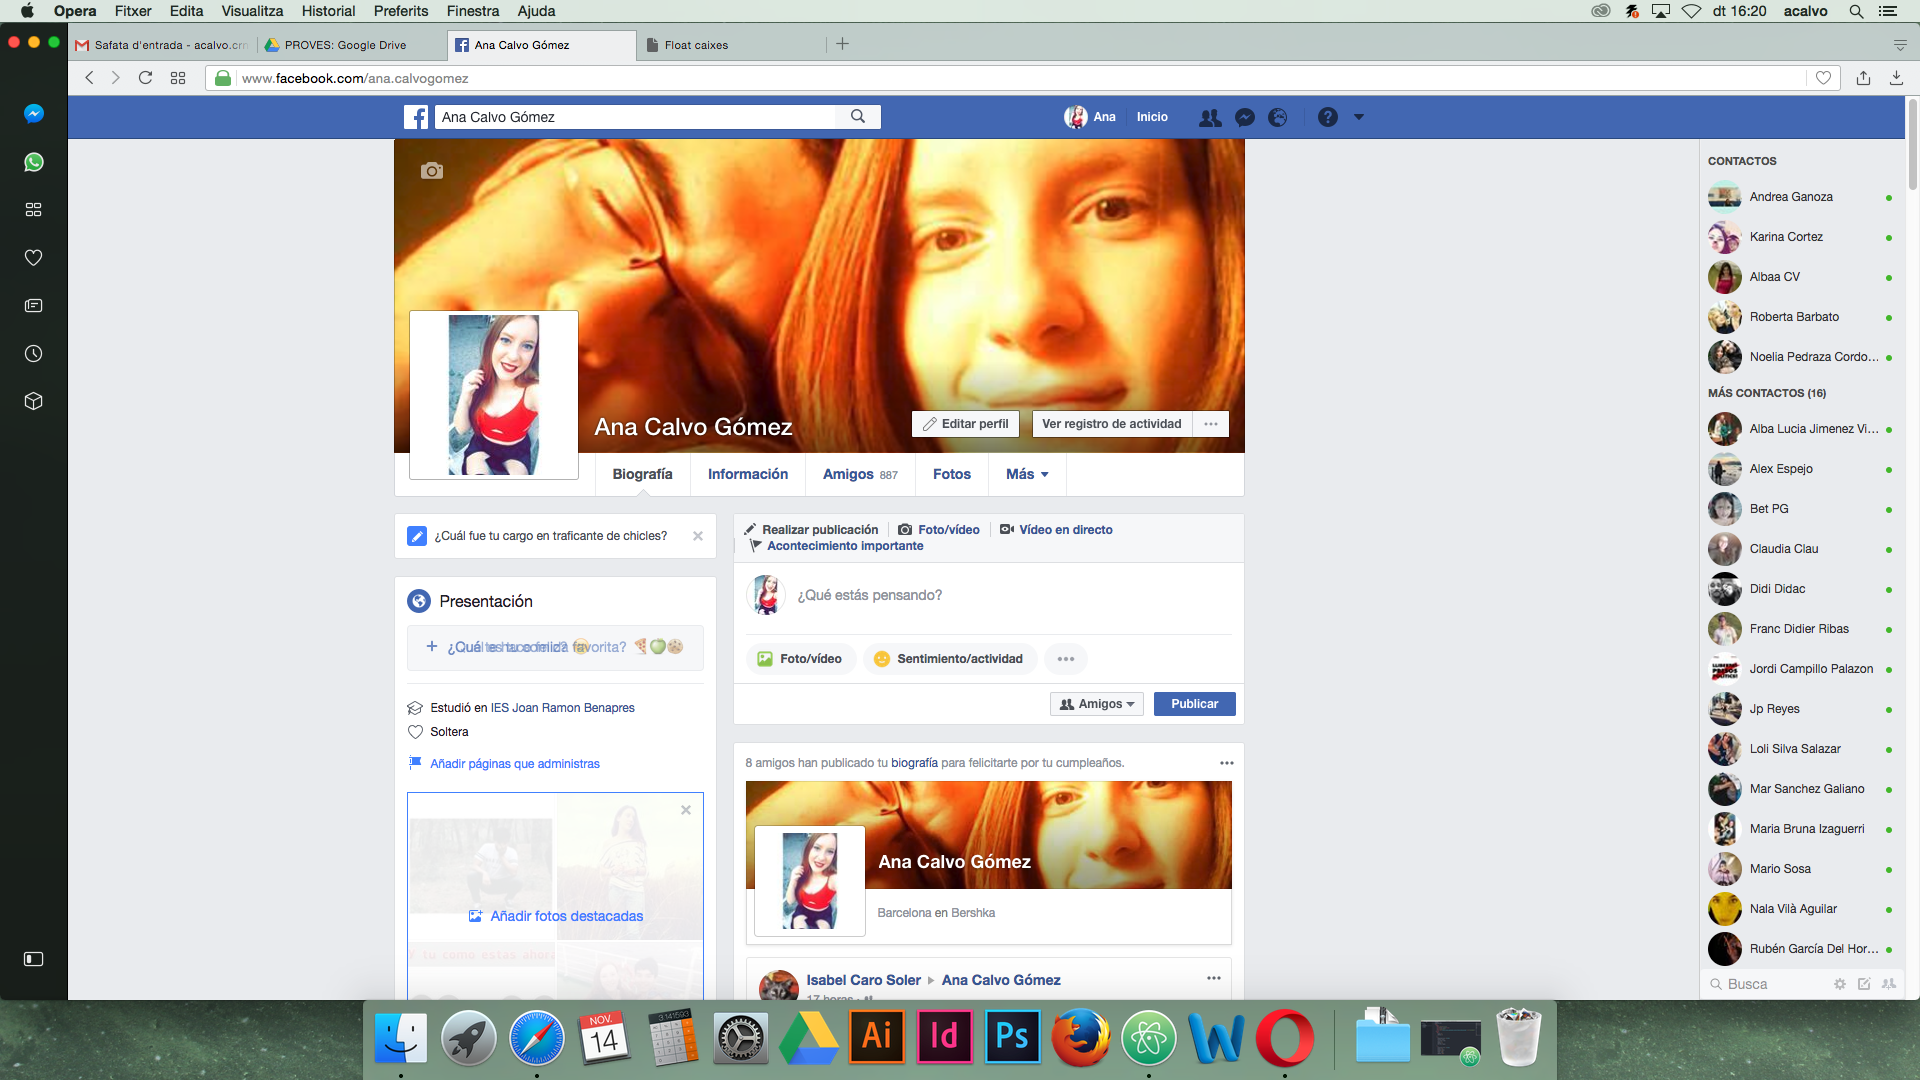 Opera Fitxer Edita Visualitza Historial Preferits Finestra Ajuda dt 16:20 acalvo
Safata d'entrada - acalvo.crn PROVES: Google Drive Ana Calvo Gómez Float caixes
www.facebook.com/ana.calvogomez
Ana Calvo Gómez Ana Inicio
Ana Calvo Gómez Editar perfil Ver registro de actividad
Biografía Información Amigos 887 Fotos Más
¿Cuál fue tu cargo en traficante de chicles?
Presentación
Estudió en IES Joan Ramon Benapres
Soltera
Añadir páginas que administras
Añadir fotos destacadas
Y tu como estas ahora
Realizar publicación Foto/vídeo Vídeo en directo
Acontecimiento importante
¿Qué estás pensando?
Foto/vídeo Sentimiento/actividad
Amigos Publicar
8 amigos han publicado tu biografía para felicitarte por tu cumpleaños.
Ana Calvo Gómez
Barcelona en Bershka
Isabel Caro Soler Ana Calvo Gómez
17 horas
CONTACTOS
Andrea Ganoza
Karina Cortez
Albaa CV
Roberta Barbato
Noelia Pedraza Cordo...
MÁS CONTACTOS (16)
Alba Lucia Jimenez Vi...
Alex Espejo
Bet PG
Claudia Clau
Didi Didac
Franc Didier Ribas
Jordi Campillo Palazon
Jp Reyes
Loli Silva Salazar
Mar Sanchez Galiano
Maria Bruna Izaguerri
Mario Sosa
Nala Vilà Aguilar
Rubén García Del Hor...
Busca
NOV.
14
3.141593
Ai Id Ps